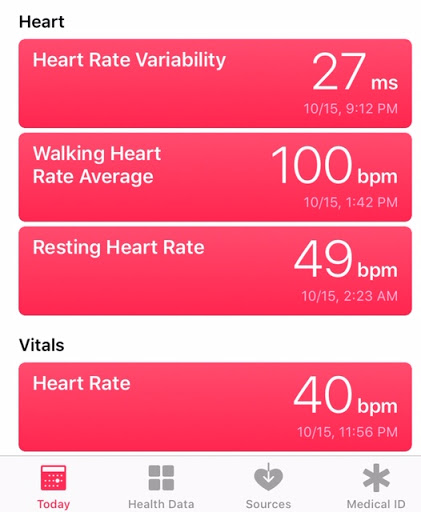 Heart
Heart Rate Variability
27 ms
10/15, 9:12 PM
Walking Heart
Rate Average
100 bpm
10/15, 1:42 PM
Resting Heart Rate
49 bpm
10/15, 2:23 AM
Vitals
Heart Rate
40 bpm
10/15, 11:56 PM
Today
Health Data
Sources
Medical ID